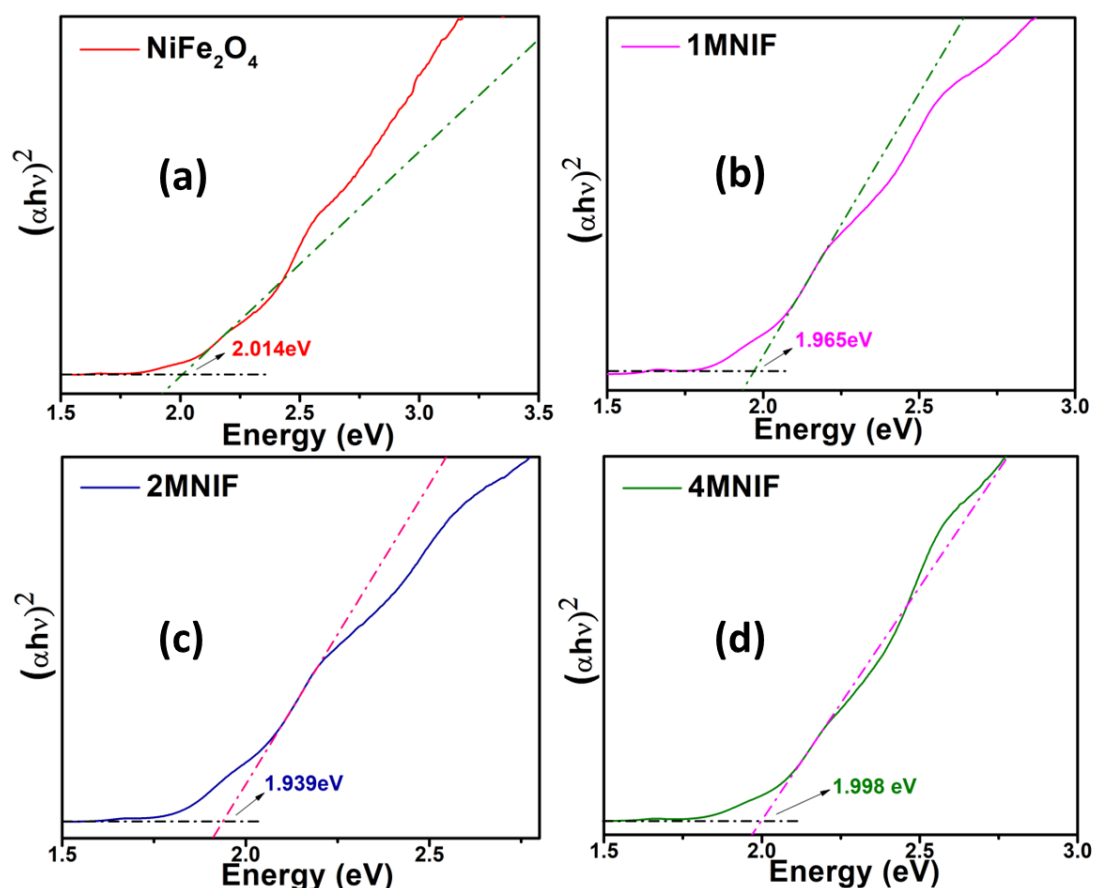 NiFe₂O₄
(a)
(αhν)²
2.014eV
1.5 2.0 2.5 3.0 3.5
Energy (eV)
1MNIF
(b)
(αhν)²
1.965eV
1.5 2.0 2.5 3.0
Energy (eV)
2MNIF
(c)
(αhν)²
1.939eV
1.5 2.0 2.5
Energy (eV)
4MNIF
(d)
(αhν)²
1.998 eV
1.5 2.0 2.5 3.0
Energy (eV)